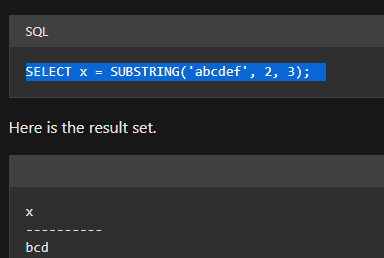 SQL
SELECT x = SUBSTRING('abcdef', 2, 3);
Here is the result set.
x
----------
bcd